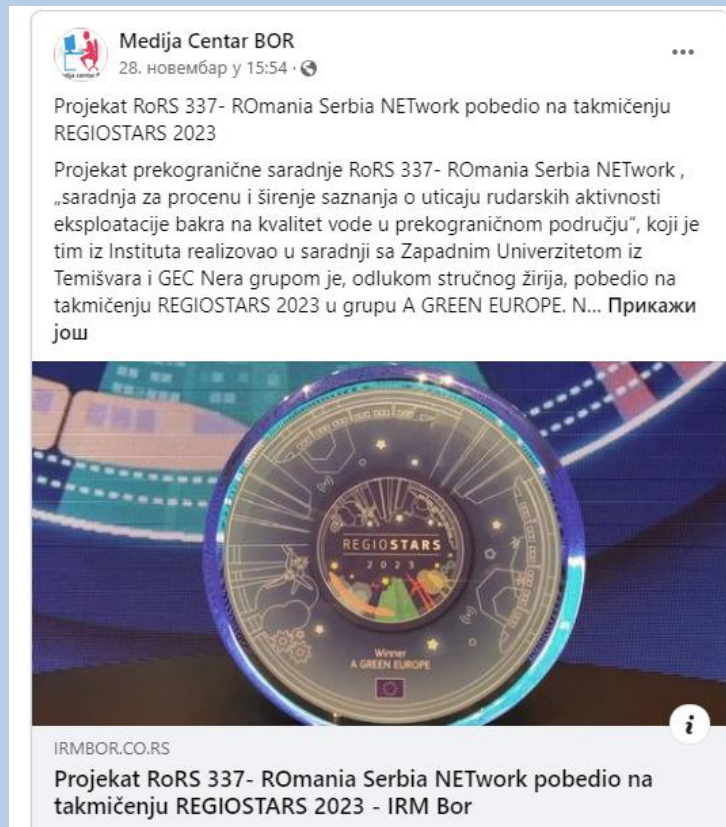 Medija Centar BOR
28. новембар у 15:54 ·
Projekat RoRS 337- ROmania Serbia NETwork pobedio na takmičenju
REGIOSTARS 2023
Projekat prekogranične saradnje RoRS 337- ROmania Serbia NETwork ,
„saradnja za procenu i širenje saznanja o uticaju rudarskih aktivnosti
eksploatacije bakra na kvalitet vode u prekograničnom području“, koji je
tim iz Instituta realizovao u saradnji sa Zapadnim Univerzitetom iz
Temišvara i GEC Nera grupom je, odlukom stručnog žirija, pobedio na
takmičenju REGIOSTARS 2023 u grupu A GREEN EUROPE. N... Прикажи
још
REGIOSTARS
2023
Winner
A GREEN EUROPE
IRMBOR.CO.RS
Projekat RoRS 337- ROmania Serbia NETwork pobedio na
takmičenju REGIOSTARS 2023 - IRM Bor